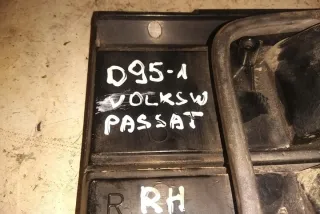 D95-1
VOLKSW
PASSAT
R RH